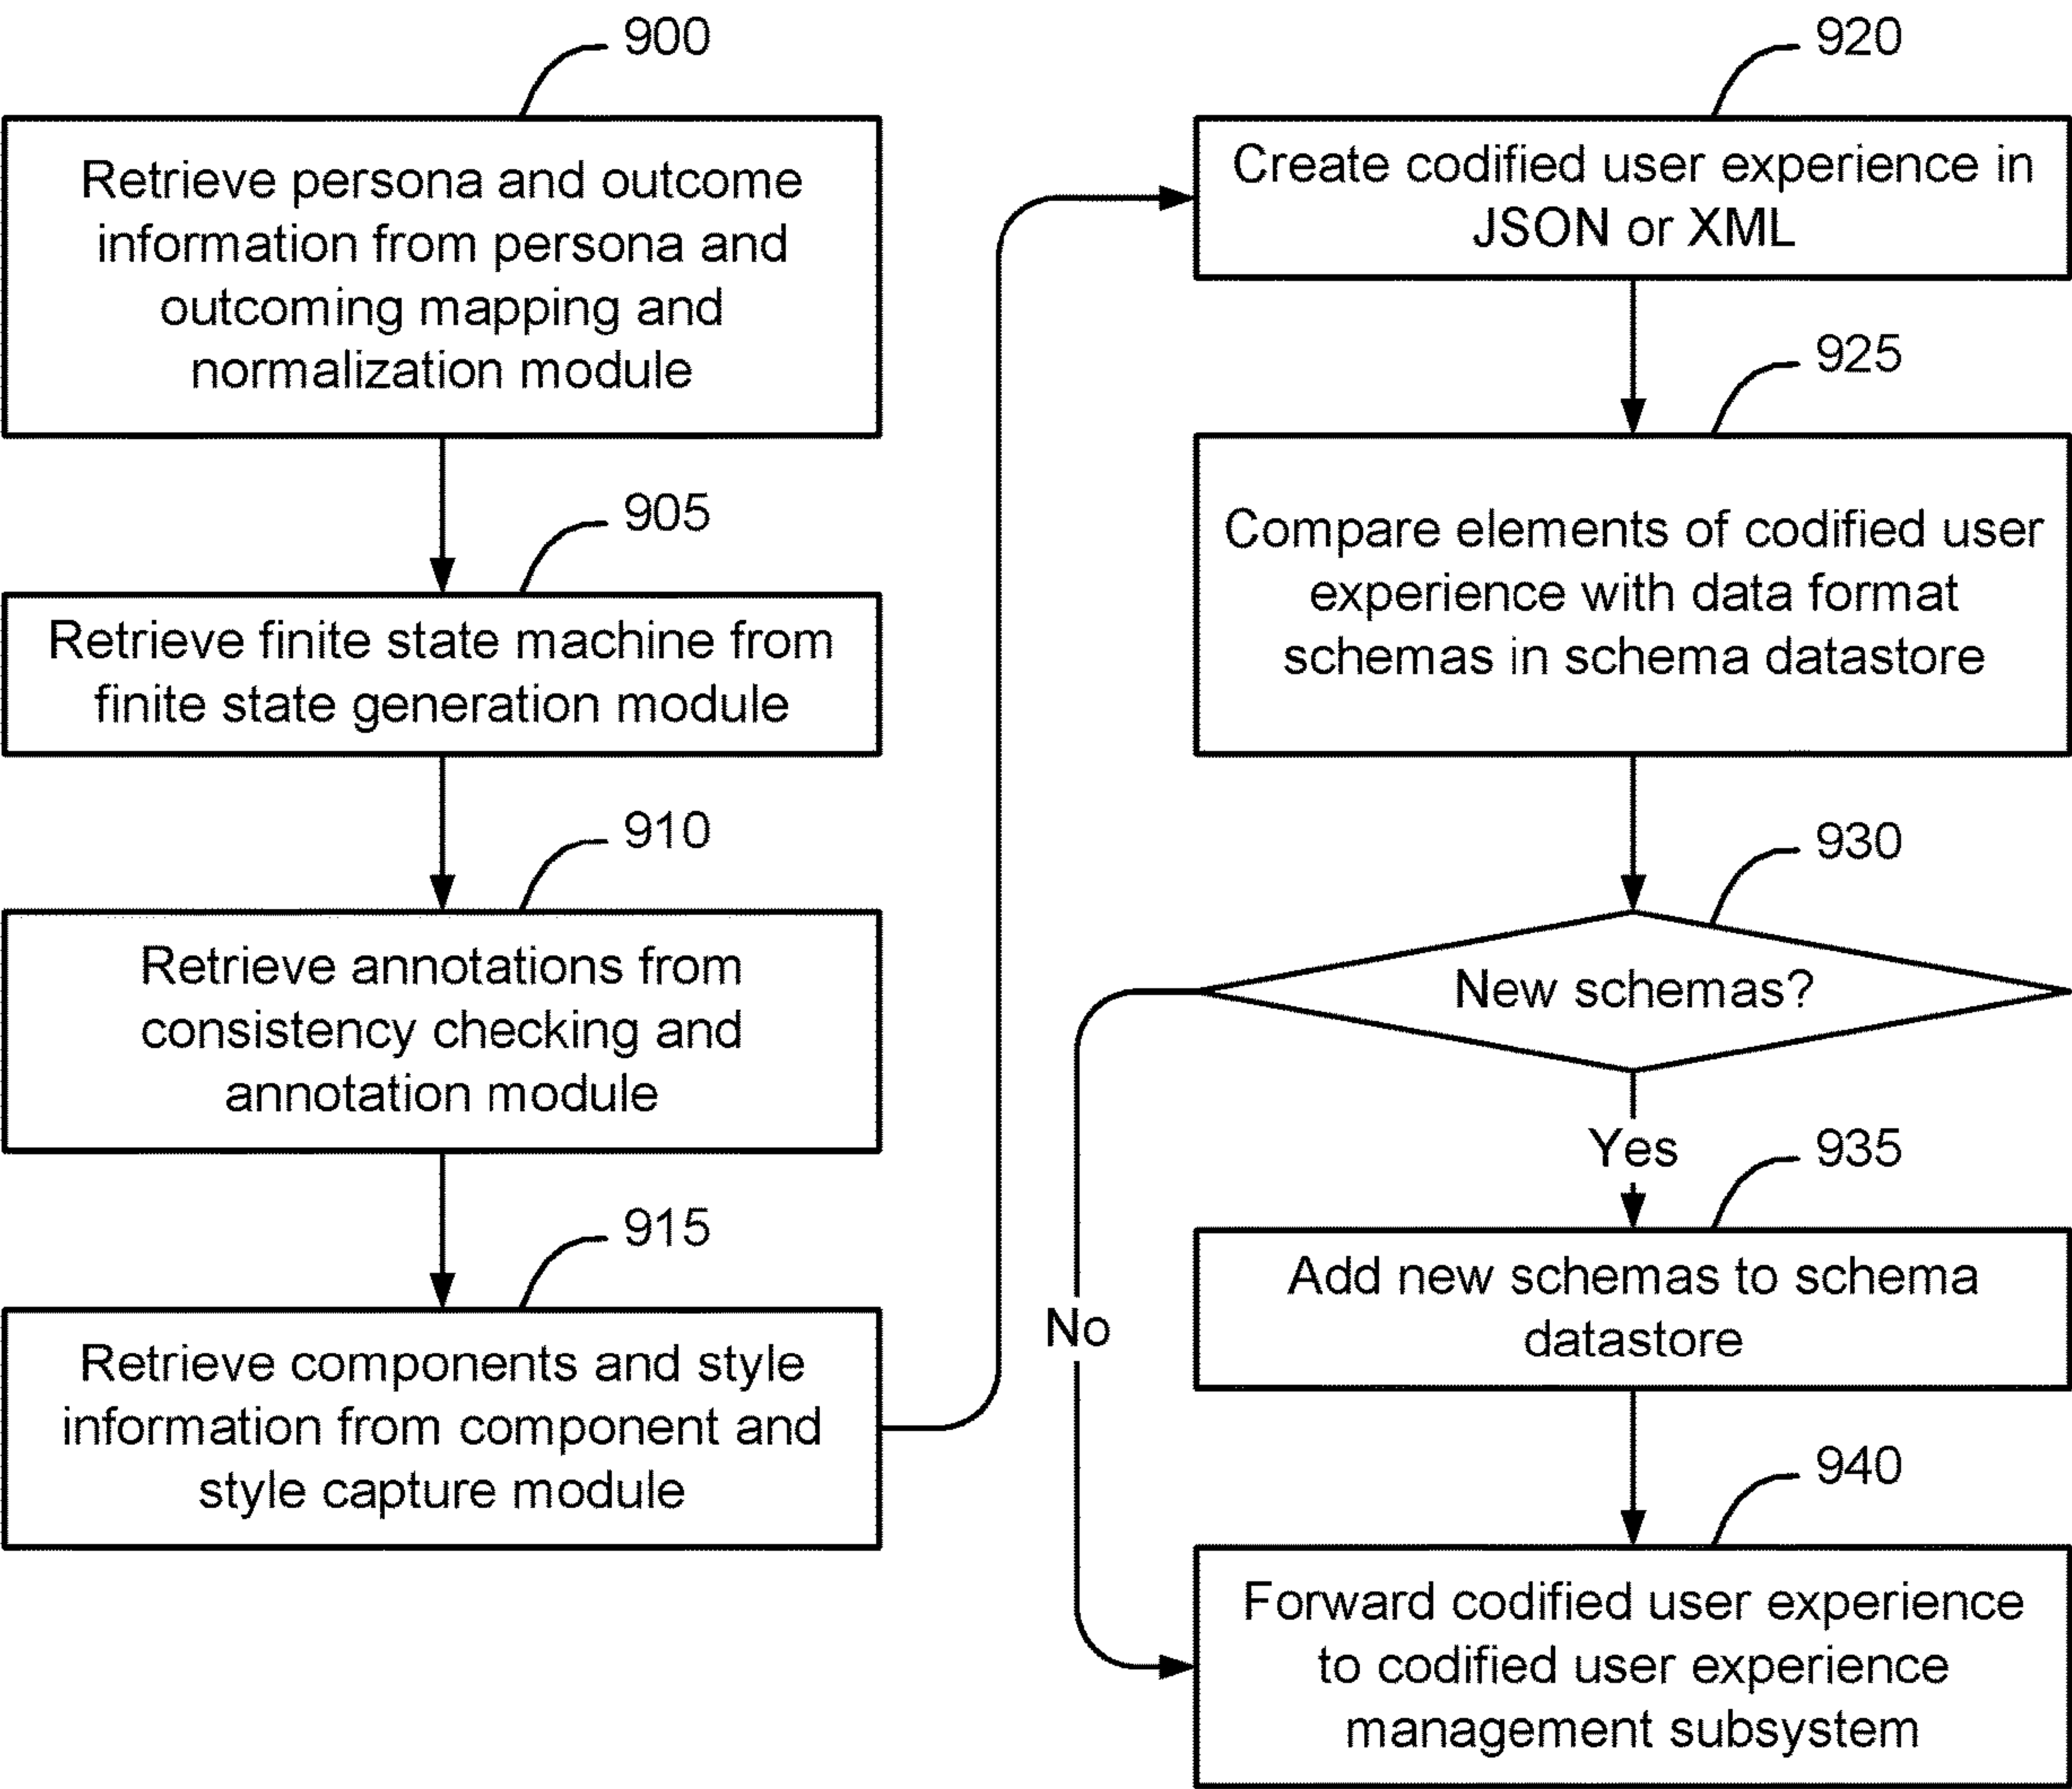 900
Retrieve persona and outcome
information from persona and
outcoming mapping and
normalization module
905
Retrieve finite state machine from
finite state generation module
910
Retrieve annotations from
consistency checking and
annotation module
915
Retrieve components and style
information from component and
style capture module
920
Create codified user experience in
JSON or XML
925
Compare elements of codified user
experience with data format
schemas in schema datastore
930
New schemas?
Yes
No
935
Add new schemas to schema
datastore
940
Forward codified user experience
to codified user experience
management subsystem